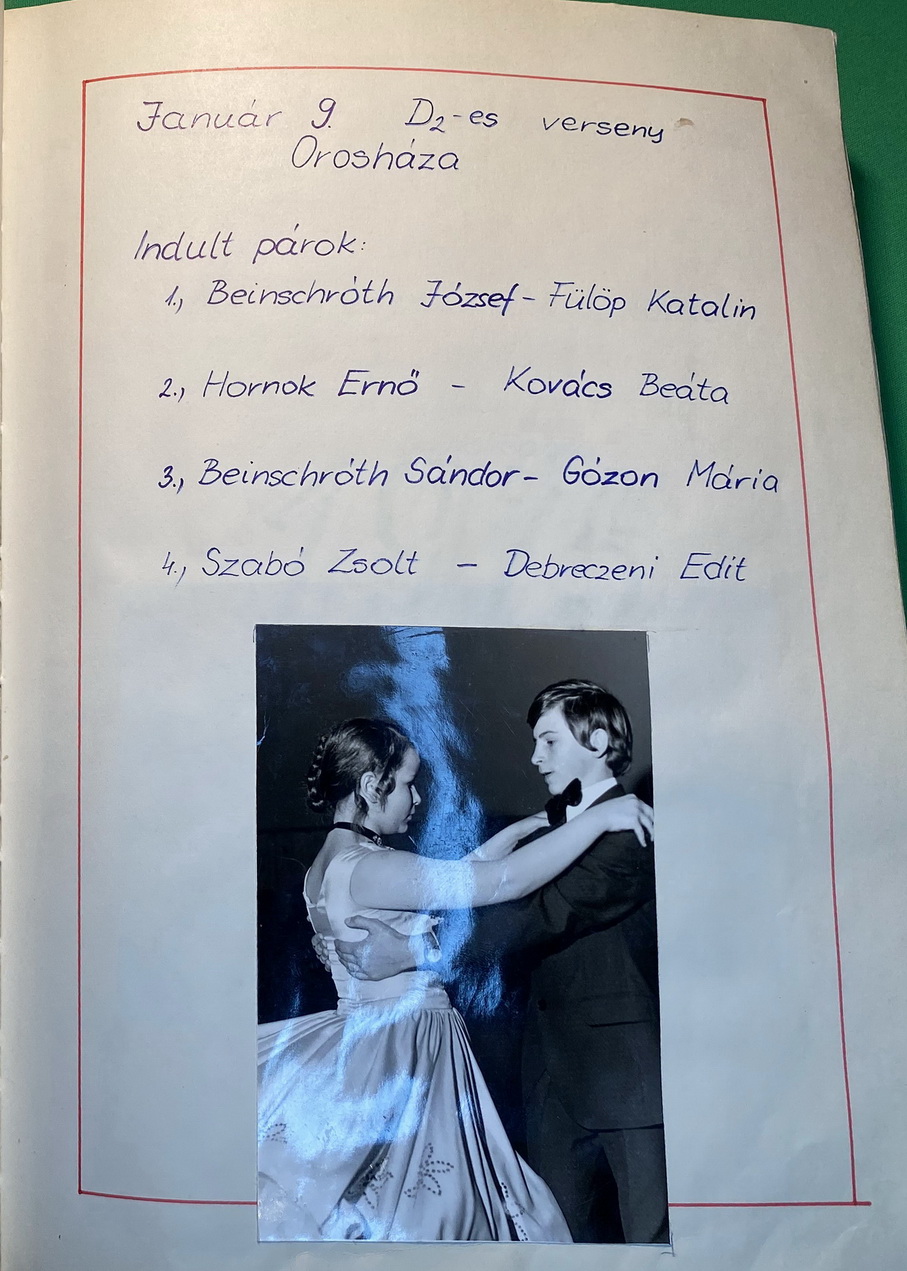 Január 9. D2-es verseny
Orosháza
Indult párok:
1., Beinschróth József - Fülöp Katalin
2., Hornok Ernő - Kovács Beáta
3., Beinschróth Sándor - Gózon Mária
4., Szabó Zsolt - Debreczeni Edit